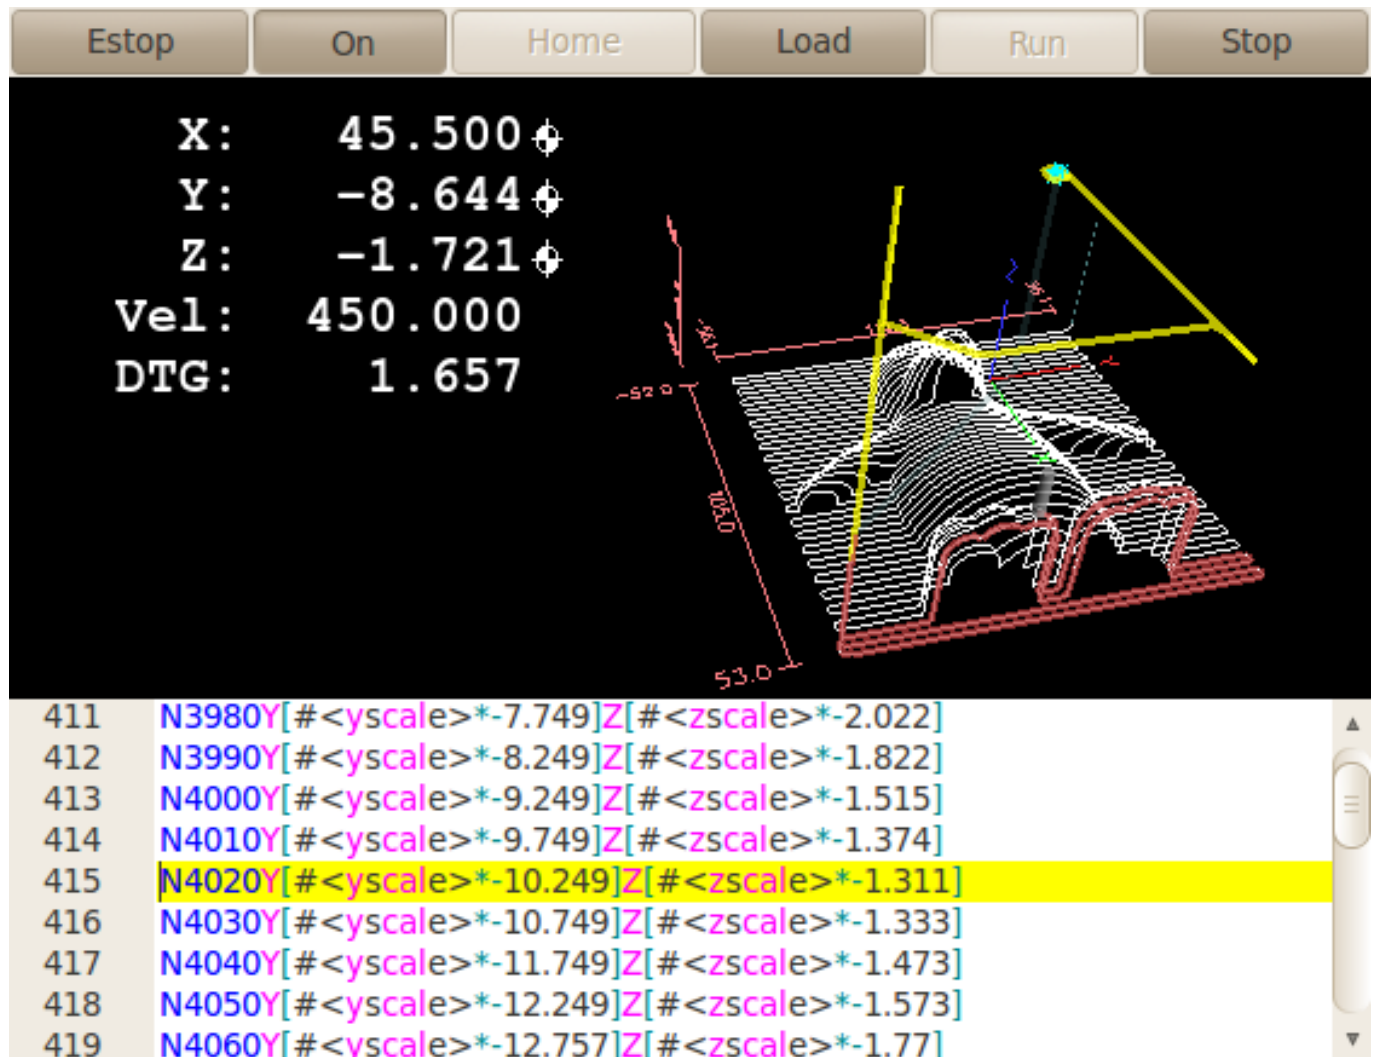 Estop On Home Load Run Stop
X: 45.500
Y: -8.644
Z: -1.721
Vel: 450.000
DTG: 1.657
-52.0
105.0
53.0
411 N3980Y[#<yscale>*-7.749]Z[#<zscale>*-2.022]
412 N3990Y[#<yscale>*-8.249]Z[#<zscale>*-1.822]
413 N4000Y[#<yscale>*-9.249]Z[#<zscale>*-1.515]
414 N4010Y[#<yscale>*-9.749]Z[#<zscale>*-1.374]
415 N4020Y[#<yscale>*-10.249]Z[#<zscale>*-1.311]
416 N4030Y[#<yscale>*-10.749]Z[#<zscale>*-1.333]
417 N4040Y[#<yscale>*-11.749]Z[#<zscale>*-1.473]
418 N4050Y[#<yscale>*-12.249]Z[#<zscale>*-1.573]
419 N4060Y[#<yscale>*-12.757]Z[#<zscale>*-1.77]